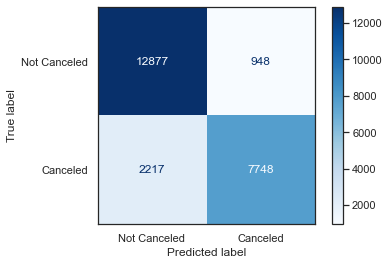 12000
Not Canceled
12877
948
10000
True label
8000
6000
Canceled
2217
7748
4000
2000
Not Canceled
Canceled
Predicted label